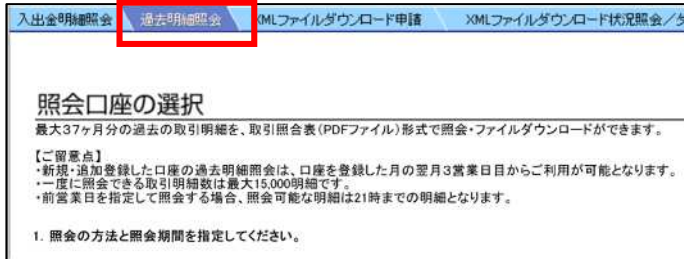 入出金明細照会 過去明細照会 XMLファイルダウンロード申請 XMLファイルダウンロード状況照会/
照会口座の選択
最大37ヶ月分の過去の取引明細を、取引照合表(PDFファイル)形式で照会・ファイルダウンロードができます。
【ご留意点】
・新規・追加登録した口座の過去明細照会は、口座を登録した月の翌月3営業日目からご利用が可能となります。
・一度に照会できる取引明細数は最大15,000明細です。
・前営業日を指定して照会する場合、照会可能な明細は21時までの明細となります。
1. 照会の方法と照会期間を指定してください。